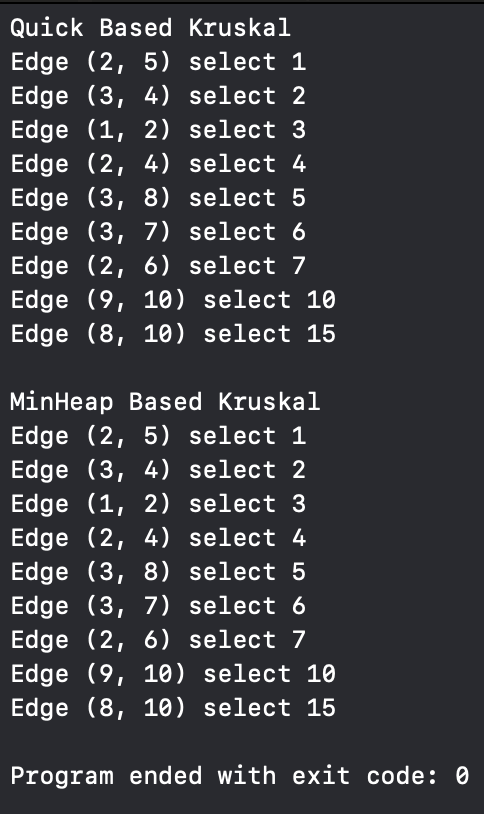 Quick Based Kruskal
Edge (2, 5) select 1
Edge (3, 4) select 2
Edge (1, 2) select 3
Edge (2, 4) select 4
Edge (3, 8) select 5
Edge (3, 7) select 6
Edge (2, 6) select 7
Edge (9, 10) select 10
Edge (8, 10) select 15

MinHeap Based Kruskal
Edge (2, 5) select 1
Edge (3, 4) select 2
Edge (1, 2) select 3
Edge (2, 4) select 4
Edge (3, 8) select 5
Edge (3, 7) select 6
Edge (2, 6) select 7
Edge (9, 10) select 10
Edge (8, 10) select 15

Program ended with exit code: 0